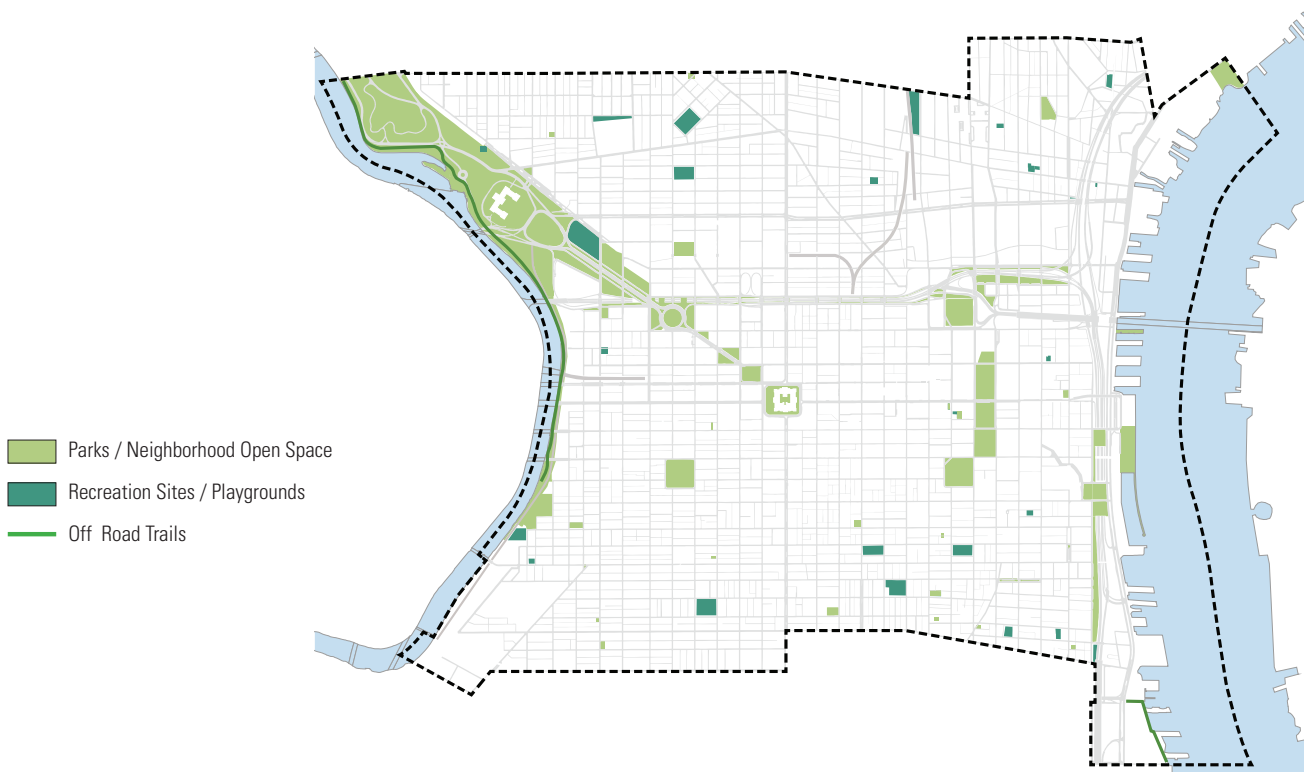 Parks / Neighborhood Open Space
Recreation Sites / Playgrounds
Off Road Trails